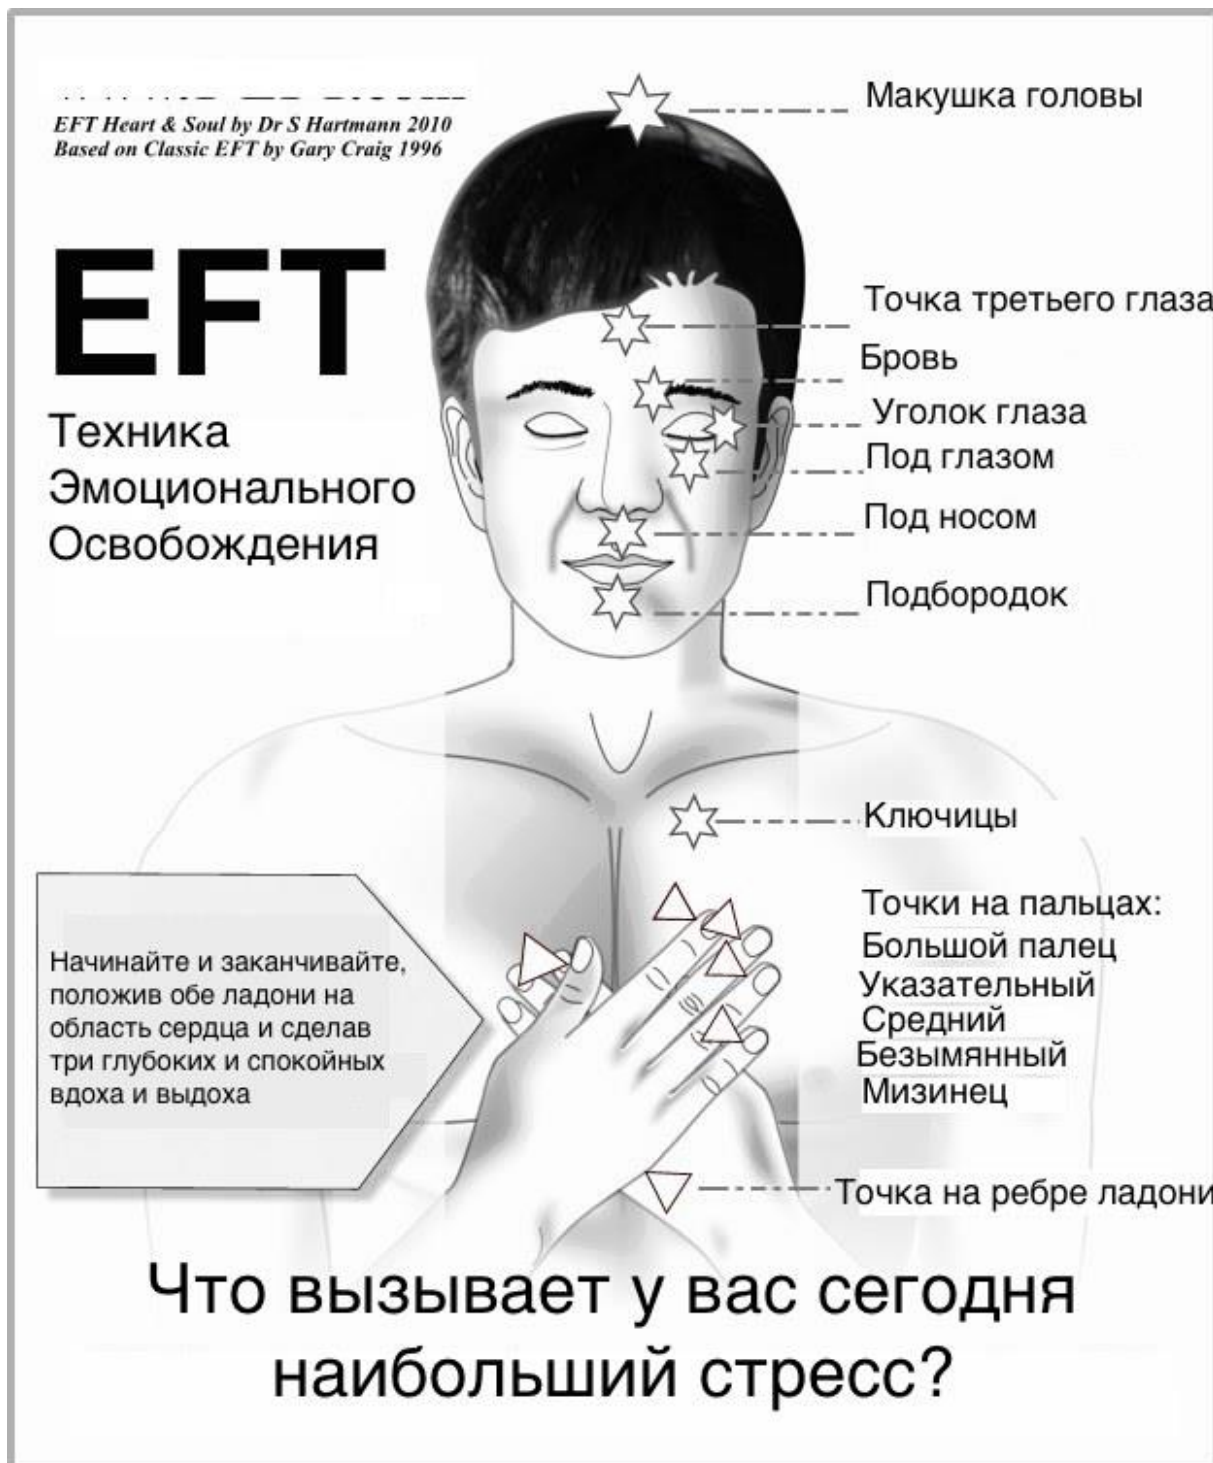 EFT Heart & Soul by Dr S Hartmann 2010
Based on Classic EFT by Gary Craig 1996
EFT
Техника
Эмоционального
Освобождения
Макушка головы
Точка третьего глаза
Бровь
Уголок глаза
Под глазом
Под носом
Подбородок
Ключицы
Точки на пальцах:
Большой палец
Указательный
Средний
Безымянный
Мизинец
Точка на ребре ладони
Начинайте и заканчивайте,
положив обе ладони на
область сердца и сделав
три глубоких и спокойных
вдоха и выдоха
Что вызывает у вас сегодня
наибольший стресс?